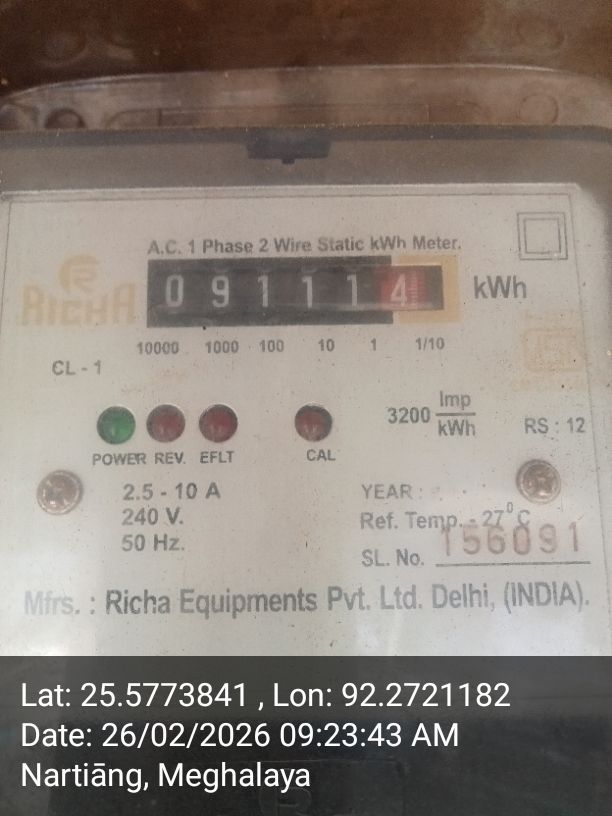 A.C. 1 Phase 2 Wire Static kWh Meter.
RICHA
0 9 1 1 1 4 kWh
10000 1000 100 10 1 1/10
CL - 1
3200 Imp/kWh
RS : 12
POWER REV. EFLT CAL
2.5 - 10 A
240 V.
50 Hz.
YEAR :
Ref. Temp. - 27°C
SL. No. 156091
Mfrs. : Richa Equipments Pvt. Ltd. Delhi, (INDIA).
Lat: 25.5773841 , Lon: 92.2721182
Date: 26/02/2026 09:23:43 AM
Nartiāng, Meghalaya